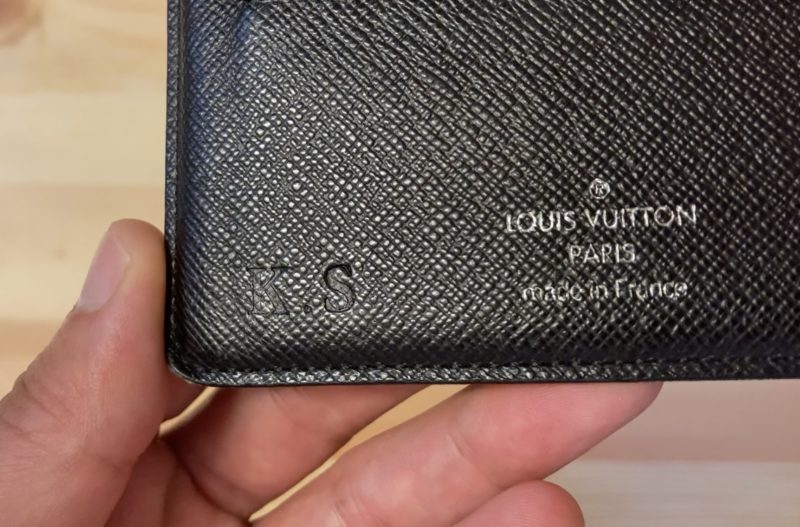 ®
LOUIS VUITTON
PARIS
made in France
K.S